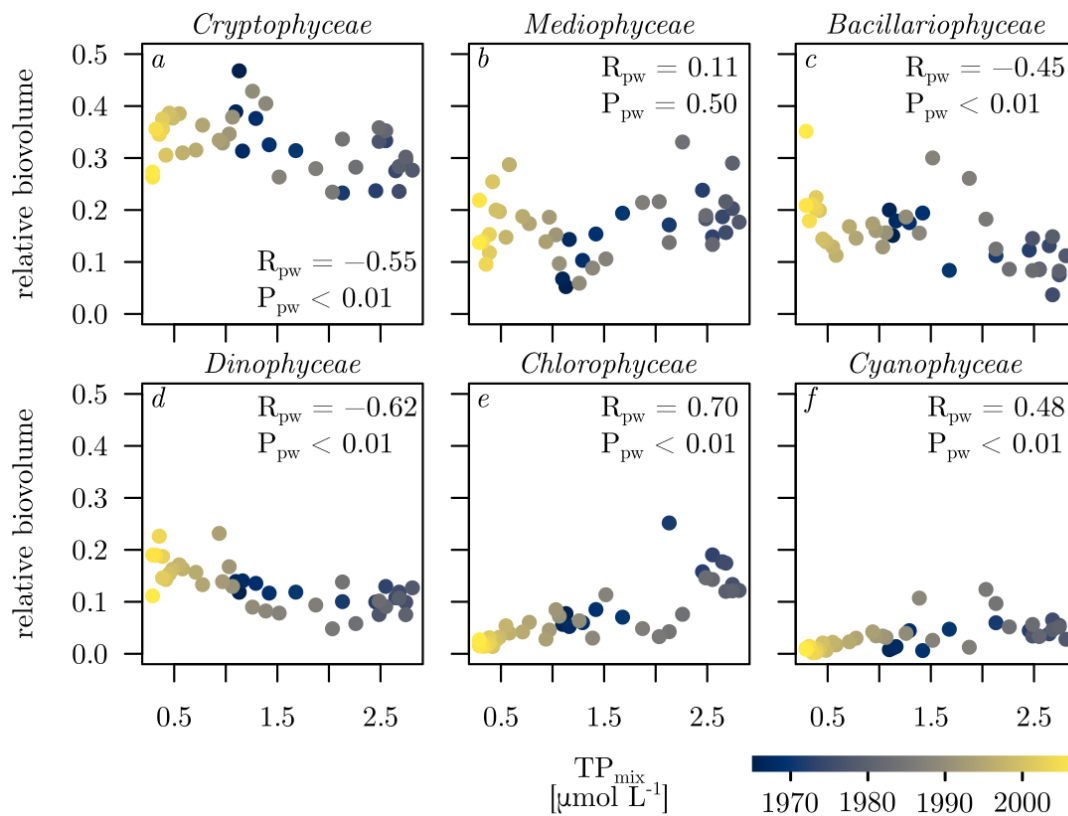 Cryptophyceae Mediophyceae Bacillariophyceae
a
R_pw = −0.55
P_pw < 0.01
b
R_pw = 0.11
P_pw = 0.50
c
R_pw = −0.45
P_pw < 0.01
relative biovolume
0.5
0.4
0.3
0.2
0.1
0.0
Dinophyceae Chlorophyceae Cyanophyceae
d
R_pw = −0.62
P_pw < 0.01
e
R_pw = 0.70
P_pw < 0.01
f
R_pw = 0.48
P_pw < 0.01
relative biovolume
0.5
0.4
0.3
0.2
0.1
0.0
0.5 1.5 2.5 0.5 1.5 2.5 0.5 1.5 2.5
TP_mix
[µmol L⁻¹]
1970 1980 1990 2000